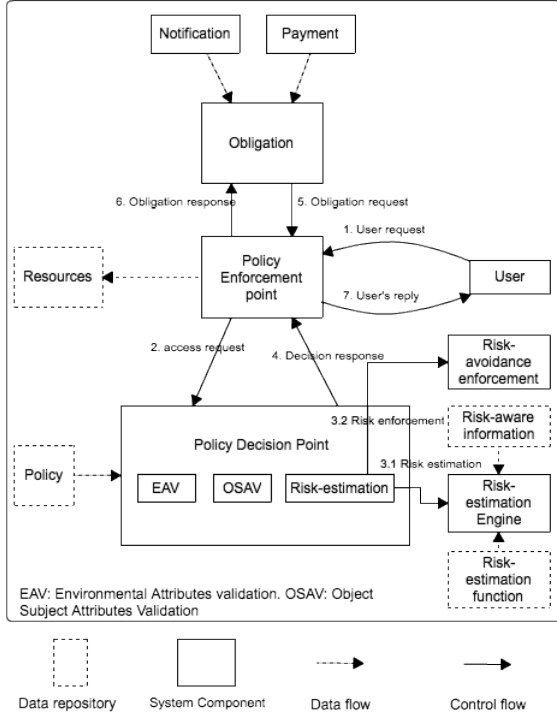 Notification
Payment
Obligation
6. Obligation response
5. Obligation request
1. User request
Resources
Policy
Enforcement
point
User
7. User's reply
2. access request
4. Decision response
Risk-
avoidance
enforcement
3.2 Risk enforcement
Risk-aware
information
Policy Decision Point
3.1 Risk estimation
Policy
EAV
OSAV
Risk-estimation
Risk-
estimation
Engine
Risk-
estimation
function
EAV: Environmental Attributes validation. OSAV: Object
Subject Attributes Validation
Data repository
System Component
Data flow
Control flow